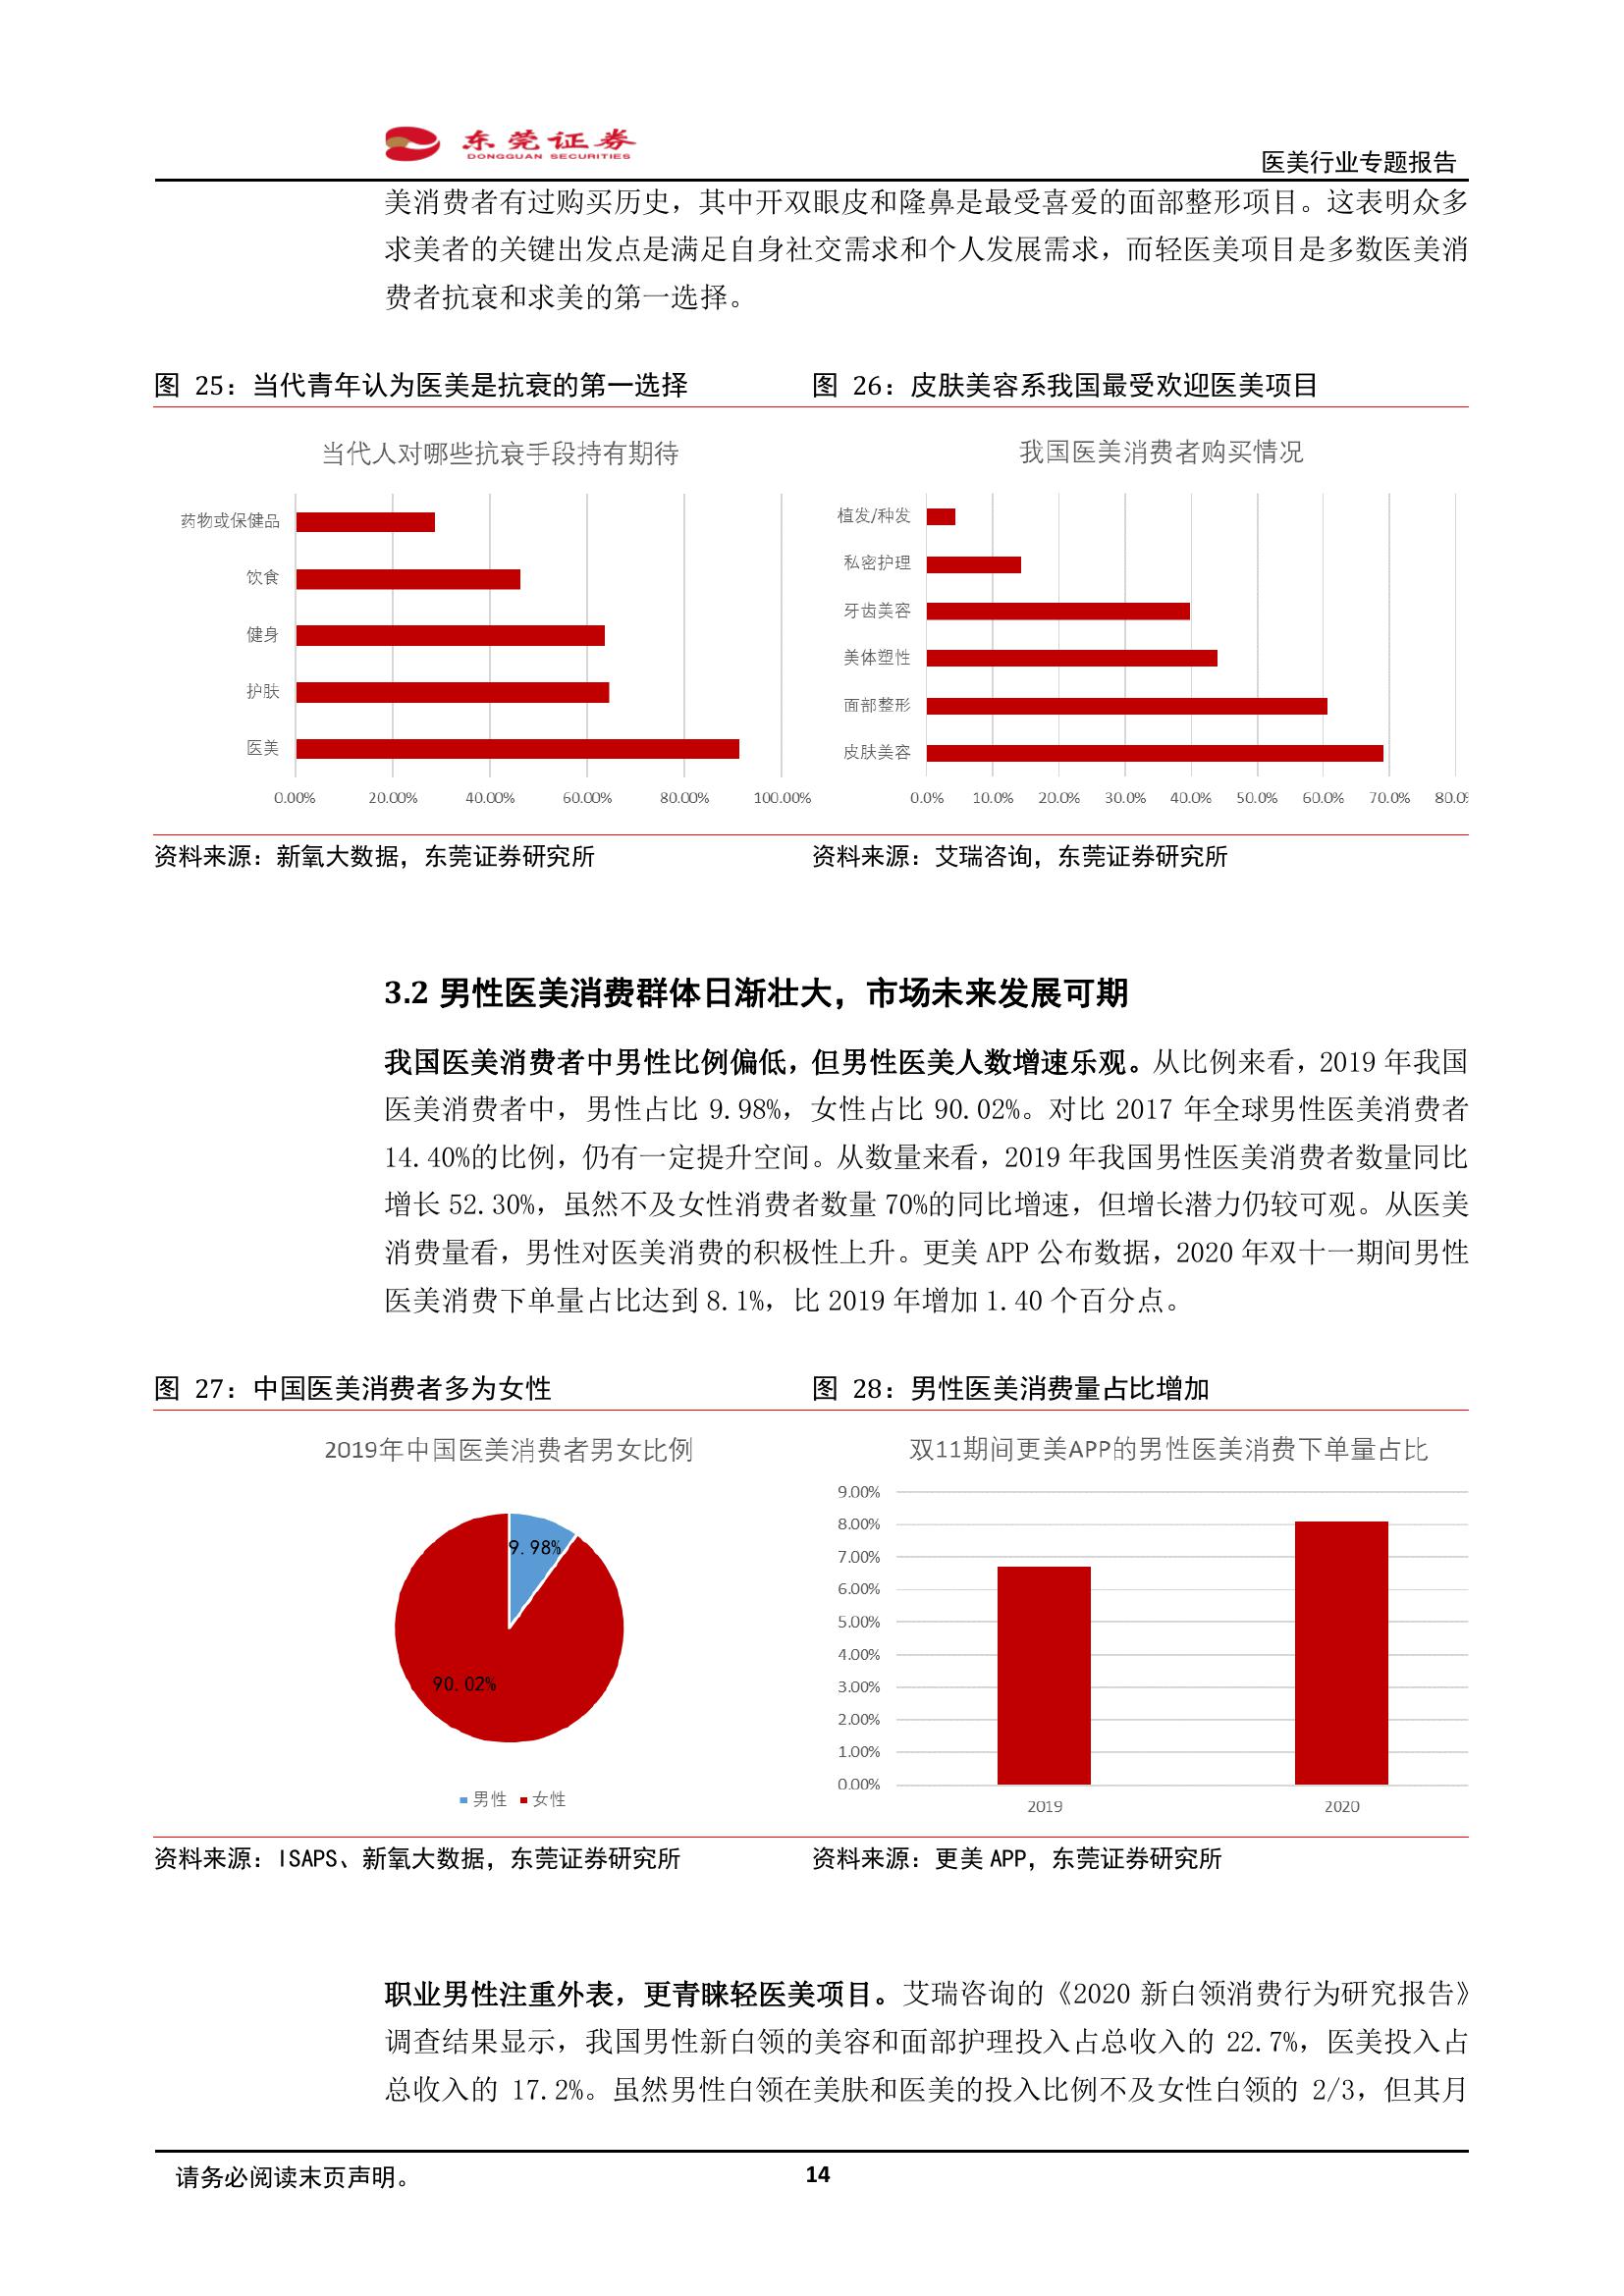 东莞证券
DONGGUAN SECURITIES
医美行业专题报告
美消费者有过购买历史，其中开双眼皮和隆鼻是最受喜爱的面部整形项目。这表明众多
求美者的关键出发点是满足自身社交需求和个人发展需求，而轻医美项目是多数医美消
费者抗衰和求美的第一选择。
图 25：当代青年认为医美是抗衰的第一选择
当代人对哪些抗衰手段持有期待
药物或保健品
饮食
健身
护肤
医美
0.00% 20.00% 40.00% 60.00% 80.00% 100.00%
资料来源：新氧大数据，东莞证券研究所
图 26：皮肤美容系我国最受欢迎医美项目
我国医美消费者购买情况
植发/种发
私密护理
牙齿美容
美体塑性
面部整形
皮肤美容
0.0% 10.0% 20.0% 30.0% 40.0% 50.0% 60.0% 70.0% 80.0
资料来源：艾瑞咨询，东莞证券研究所
3.2 男性医美消费群体日渐壮大，市场未来发展可期
我国医美消费者中男性比例偏低，但男性医美人数增速乐观。从比例来看，2019 年我国
医美消费者中，男性占比 9.98%，女性占比 90.02%。对比 2017 年全球男性医美消费者
14.40%的比例，仍有一定提升空间。从数量来看，2019 年我国男性医美消费者数量同比
增长 52.30%，虽然不及女性消费者数量 70%的同比增速，但增长潜力仍较可观。从医美
消费量看，男性对医美消费的积极性上升。更美 APP 公布数据，2020 年双十一期间男性
医美消费下单量占比达到 8.1%，比 2019 年增加 1.40 个百分点。
图 27：中国医美消费者多为女性
2019年中国医美消费者男女比例
9.98%
90.02%
男性 女性
资料来源：ISAPS、新氧大数据，东莞证券研究所
图 28：男性医美消费量占比增加
双11期间更美APP的男性医美消费下单量占比
9.00%
8.00%
7.00%
6.00%
5.00%
4.00%
3.00%
2.00%
1.00%
0.00%
2019 2020
资料来源：更美 APP，东莞证券研究所
职业男性注重外表，更青睐轻医美项目。艾瑞咨询的《2020 新白领消费行为研究报告》
调查结果显示，我国男性新白领的美容和面部护理投入占总收入的 22.7%，医美投入占
总收入的 17.2%。虽然男性白领在美肤和医美的投入比例不及女性白领的 2/3，但其月
请务必阅读末页声明。
14